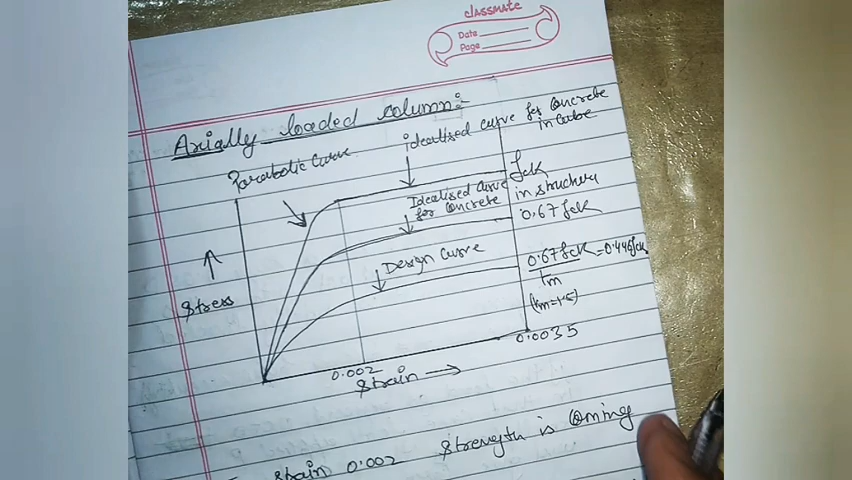 classmate
Date
Page
Axially loaded column:-
Parabolic Curve
idealised curve for Concrete
in Cube
fck
Idealised Curve
for Concrete
in structure
0.67 fck
Design Curve
0.67 fck = 0.446 fck
γm
(γm=1.5)
Stress
0.002
0.0035
Strain →
strain 0.002 strength is Coming